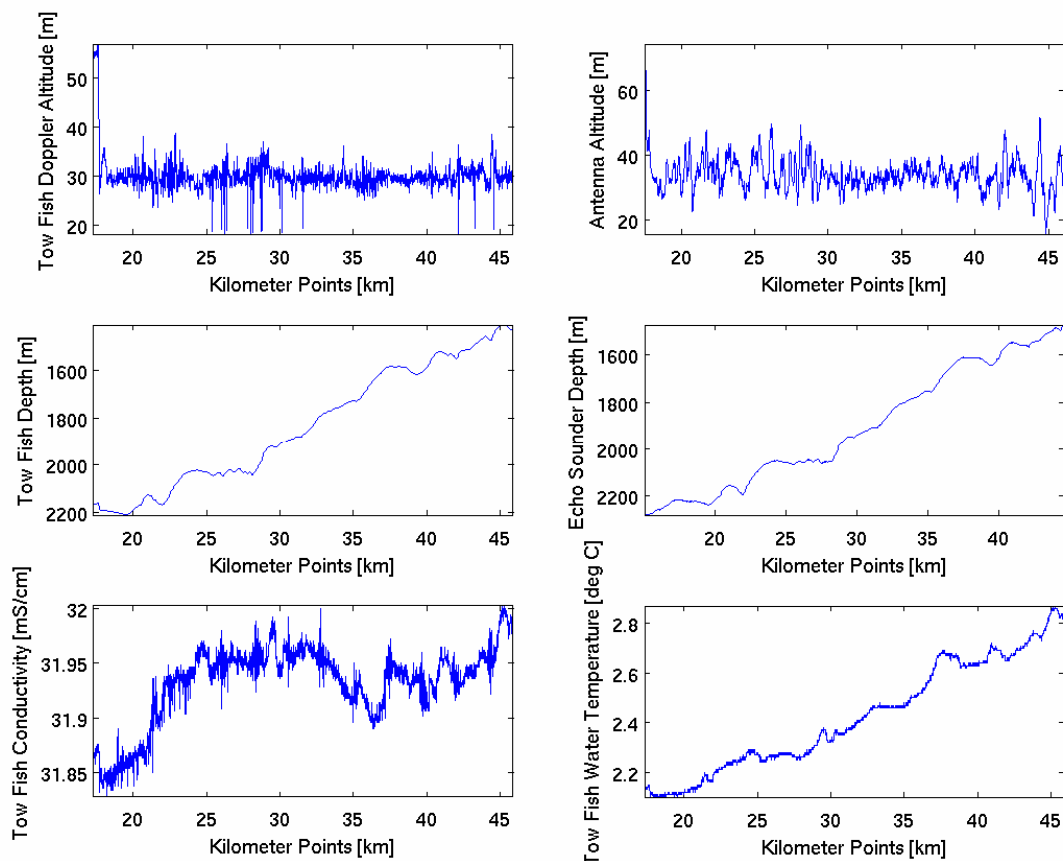 Tow Fish Doppler Altitude [m]
50
40
30
20
20 25 30 35 40 45
Kilometer Points [km]
Antenna Altitude [m]
60
40
20
20 25 30 35 40 45
Kilometer Points [km]
Tow Fish Depth [m]
1600
1800
2000
2200
20 25 30 35 40 45
Kilometer Points [km]
Echo Sounder Depth [m]
1600
1800
2000
2200
20 25 30 35 40
Kilometer Points [km]
Tow Fish Conductivity [mS/cm]
32
31.95
31.9
31.85
20 25 30 35 40 45
Kilometer Points [km]
Tow Fish Water Temperature [deg C]
2.8
2.6
2.4
2.2
20 25 30 35 40 45
Kilometer Points [km]